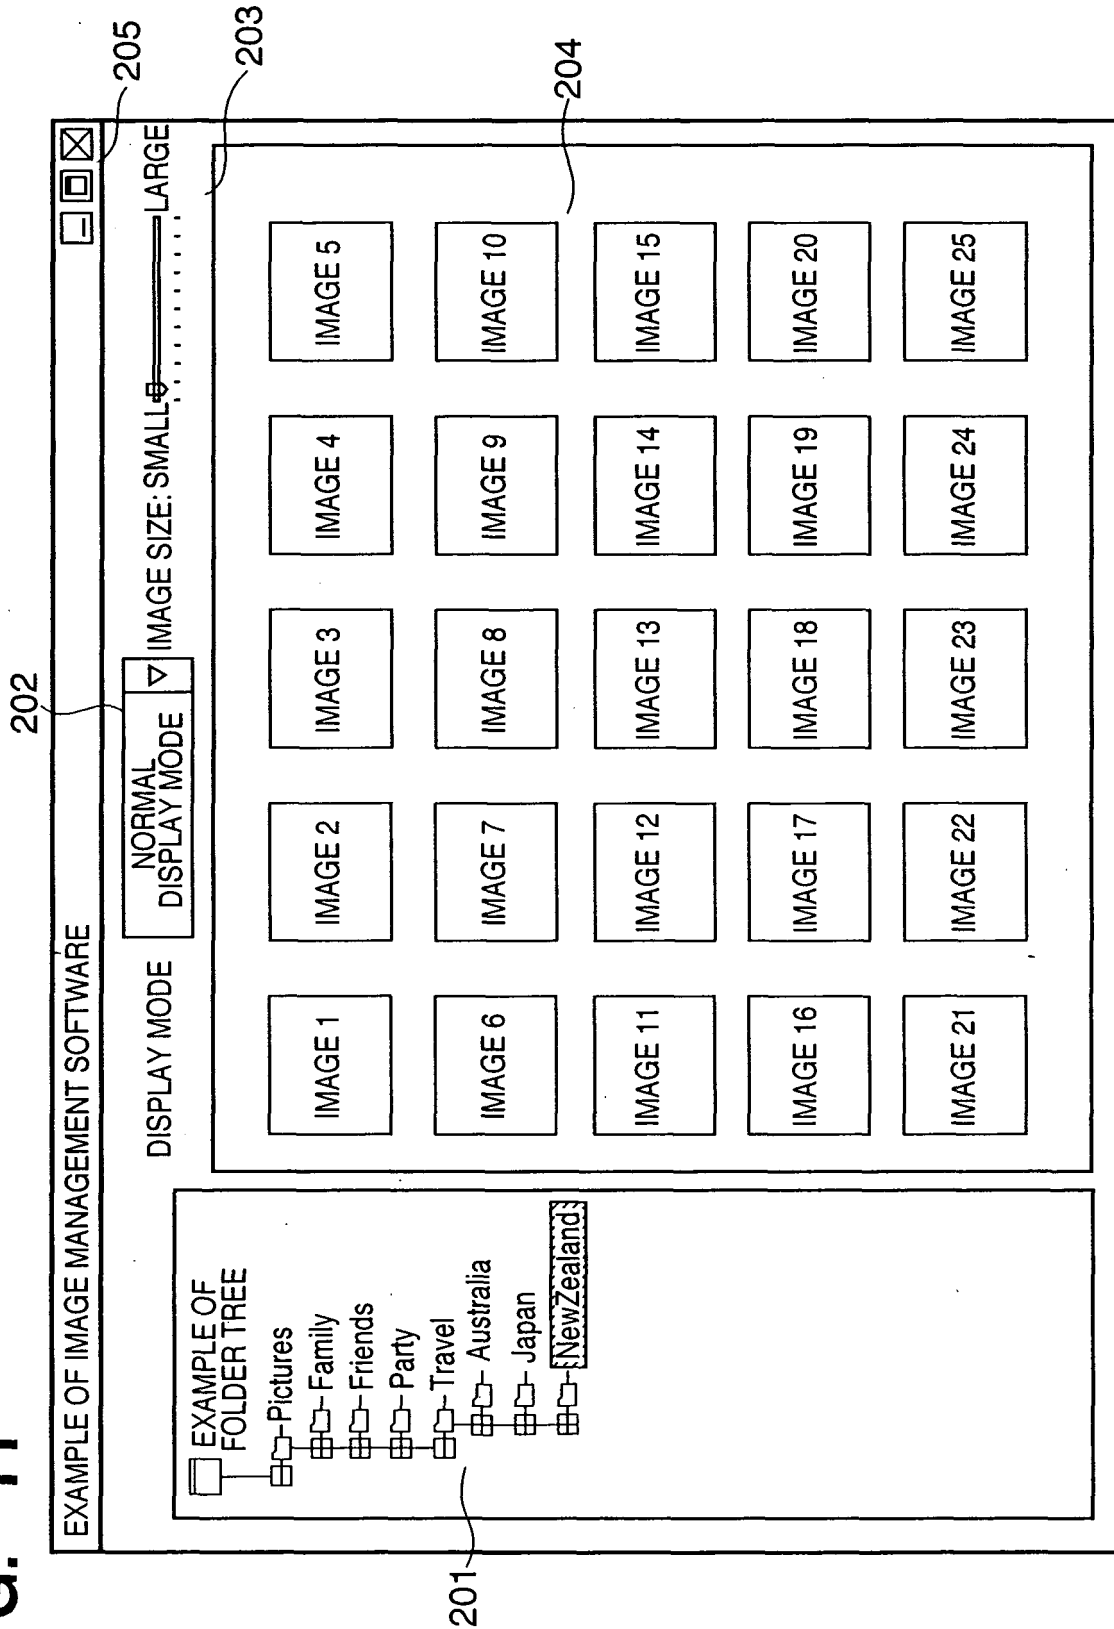 202
205
203
EXAMPLE OF IMAGE MANAGEMENT SOFTWARE
DISPLAY MODE
NORMAL
DISPLAY MODE
IMAGE SIZE: SMALL
LARGE
204
201
EXAMPLE OF
FOLDER TREE
Pictures
Family
Friends
Party
Travel
Australia
Japan
NewZealand
IMAGE 1
IMAGE 2
IMAGE 3
IMAGE 4
IMAGE 5
IMAGE 6
IMAGE 7
IMAGE 8
IMAGE 9
IMAGE 10
IMAGE 11
IMAGE 12
IMAGE 13
IMAGE 14
IMAGE 15
IMAGE 16
IMAGE 17
IMAGE 18
IMAGE 19
IMAGE 20
IMAGE 21
IMAGE 22
IMAGE 23
IMAGE 24
IMAGE 25